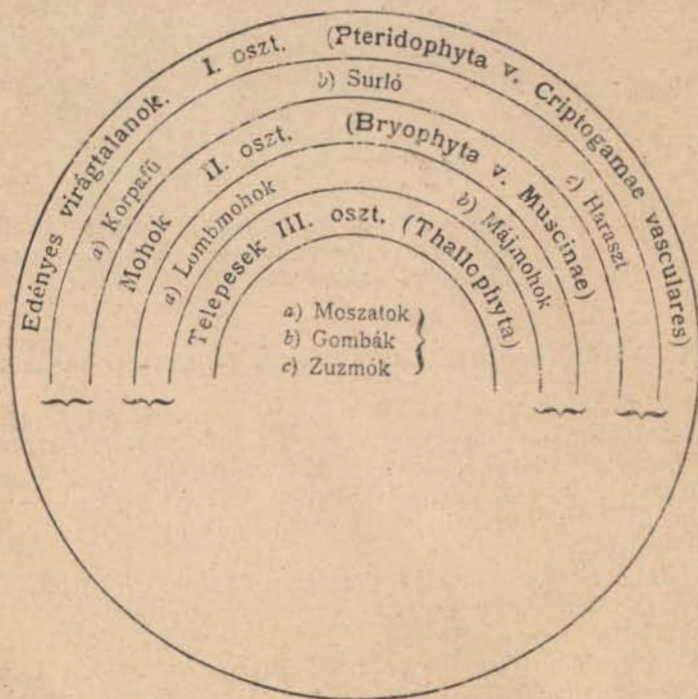 Edényes virágtalanok. I. oszt. (Pteridophyta v. Criptogamae vasculares)
a) Korpafű b) Surló c) Haraszt
Mohok II. oszt. (Bryophyta v. Muscinae)
a) Lombmohok b) Májmohok
Telepesek III. oszt. (Thallophyta)
a) Moszatok
b) Gombák
c) Zuzmók